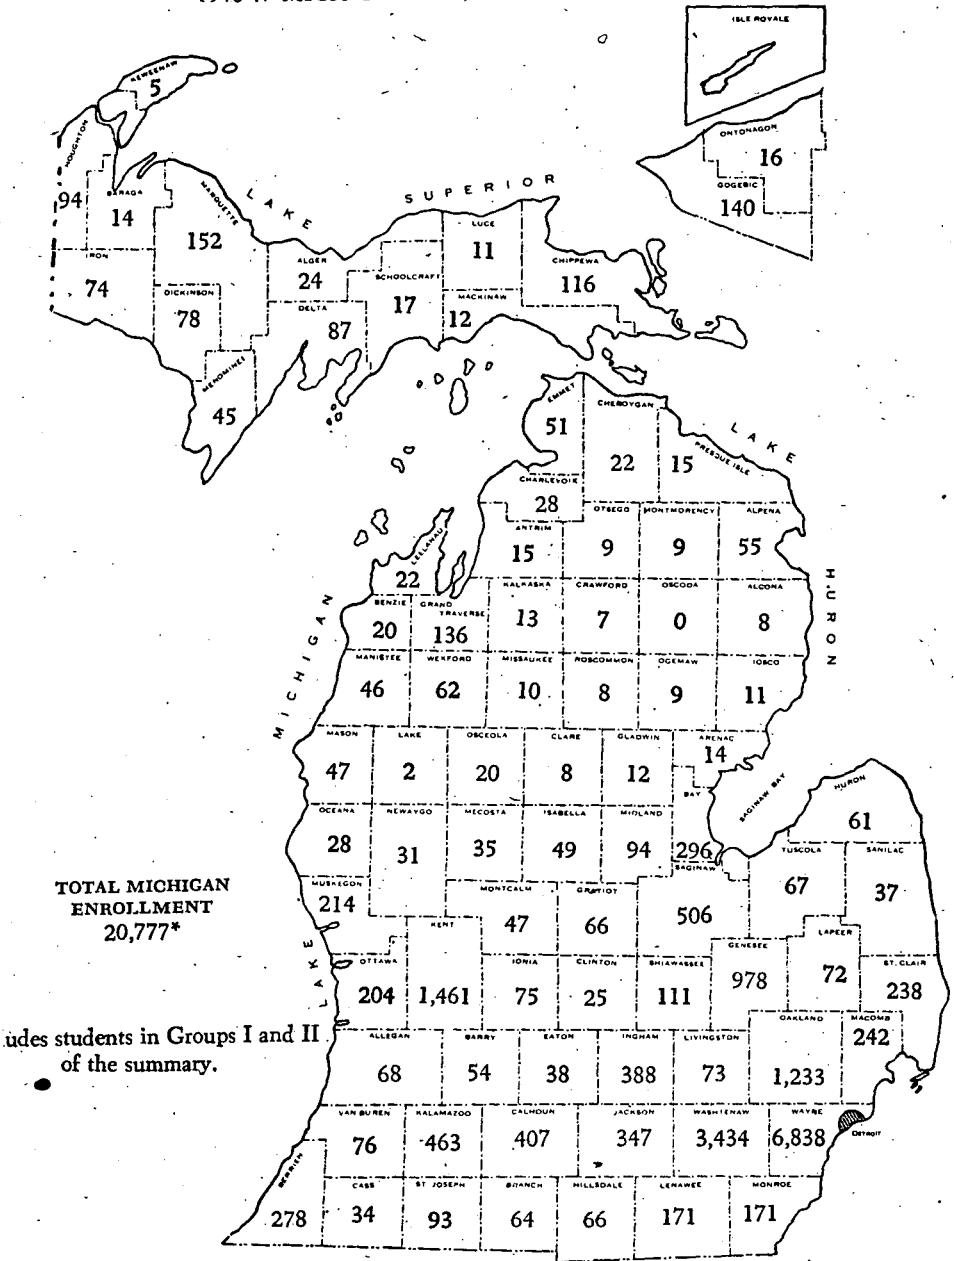 ISLE ROYALE
KEWEENAW
5
HOUGHTON
94
ONTONAGON
16
GOGEBIC
140
BARAGA
14
MARQUETTE
152
LAKE SUPERIOR
LUCE
11
CHIPPEWA
116
IRON
74
ALGER
24
SCHOOLCRAFT
17
MACKINAW
12
DICKINSON
78
DELTA
87
MENOMINEE
45
EMMET
51
CHEBOYGAN
22
PRESQUE ISLE
15
LAKE
HURON
CHARLEVOIX
28
ANTRIM
15
OTSEGO
9
MONTMORENCY
9
ALPENA
55
LEELANAU
22
BENZIE
20
GRAND
TRAVERSE
136
KALKASKA
13
CRAWFORD
7
OSCODA
0
ALCONA
8
MICHIGAN
MANISTEE
46
WEXFORD
62
MISSAUKEE
10
ROSCOMMON
8
OGEMAW
9
IOSCO
11
MASON
47
LAKE
2
OSCEOLA
20
CLARE
8
GLADWIN
12
ARENAC
14
BAY
296
SAGINAW BAY
HURON
61
OCEANA
28
NEWAYGO
31
MECOSTA
35
ISABELLA
49
MIDLAND
94
SAGINAW
506
TUSCOLA
67
SANILAC
37
TOTAL MICHIGAN
ENROLLMENT
20,777*
MUSKEGON
214
MONTCALM
47
GRATIOT
66
KENT
1,461
GENESEE
978
LAPEER
72
LAKE
OTTAWA
204
IONIA
75
CLINTON
25
SHIAWASSEE
111
ST. CLAIR
238
udes students in Groups I and II
of the summary.
ALLEGAN
68
BARRY
54
EATON
38
INGHAM
388
LIVINGSTON
73
OAKLAND
1,233
MACOMB
242
VAN BUREN
76
KALAMAZOO
463
CALHOUN
407
JACKSON
347
WASHTENAW
3,434
WAYNE
6,838
DETROIT
BERRIEN
278
CASS
34
ST JOSEPH
93
BRANCH
64
HILLSDALE
66
LENAWEE
171
MONROE
171